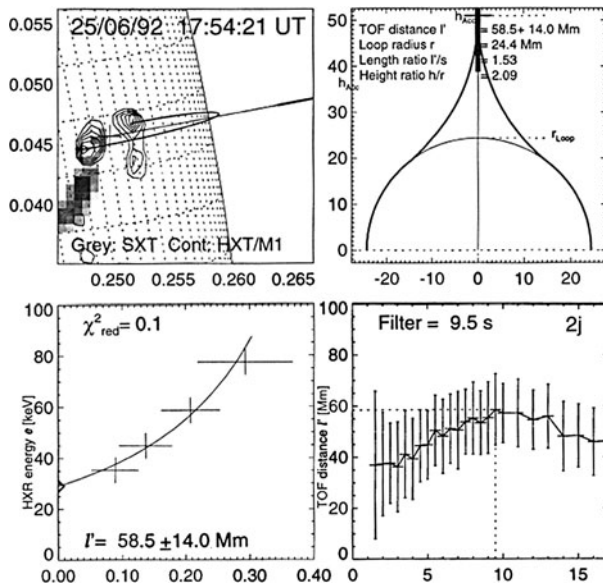 25/06/92 17:54:21 UT
0.055
0.050
0.045
0.040
Grey: SXT Cont: HXT/M1
0.250
0.255
0.260
0.265
50
40
30
20
10
0
h_Acc
TOF distance l' = 58.5± 14.0 Mm
Loop radius r = 24.4 Mm
Length ratio l'/s = 1.53
Height ratio h/r = 2.09
h_Acc
r_Loop
-20
-10
0
10
20
100
80
60
40
20
0
HXR energy e [keV]
χ²red= 0.1
l'= 58.5 ±14.0 Mm
0.00
0.10
0.20
0.30
0.40
100
80
60
40
20
0
TOF distance l' [Mm]
Filter = 9.5 s
2j
0
5
10
15